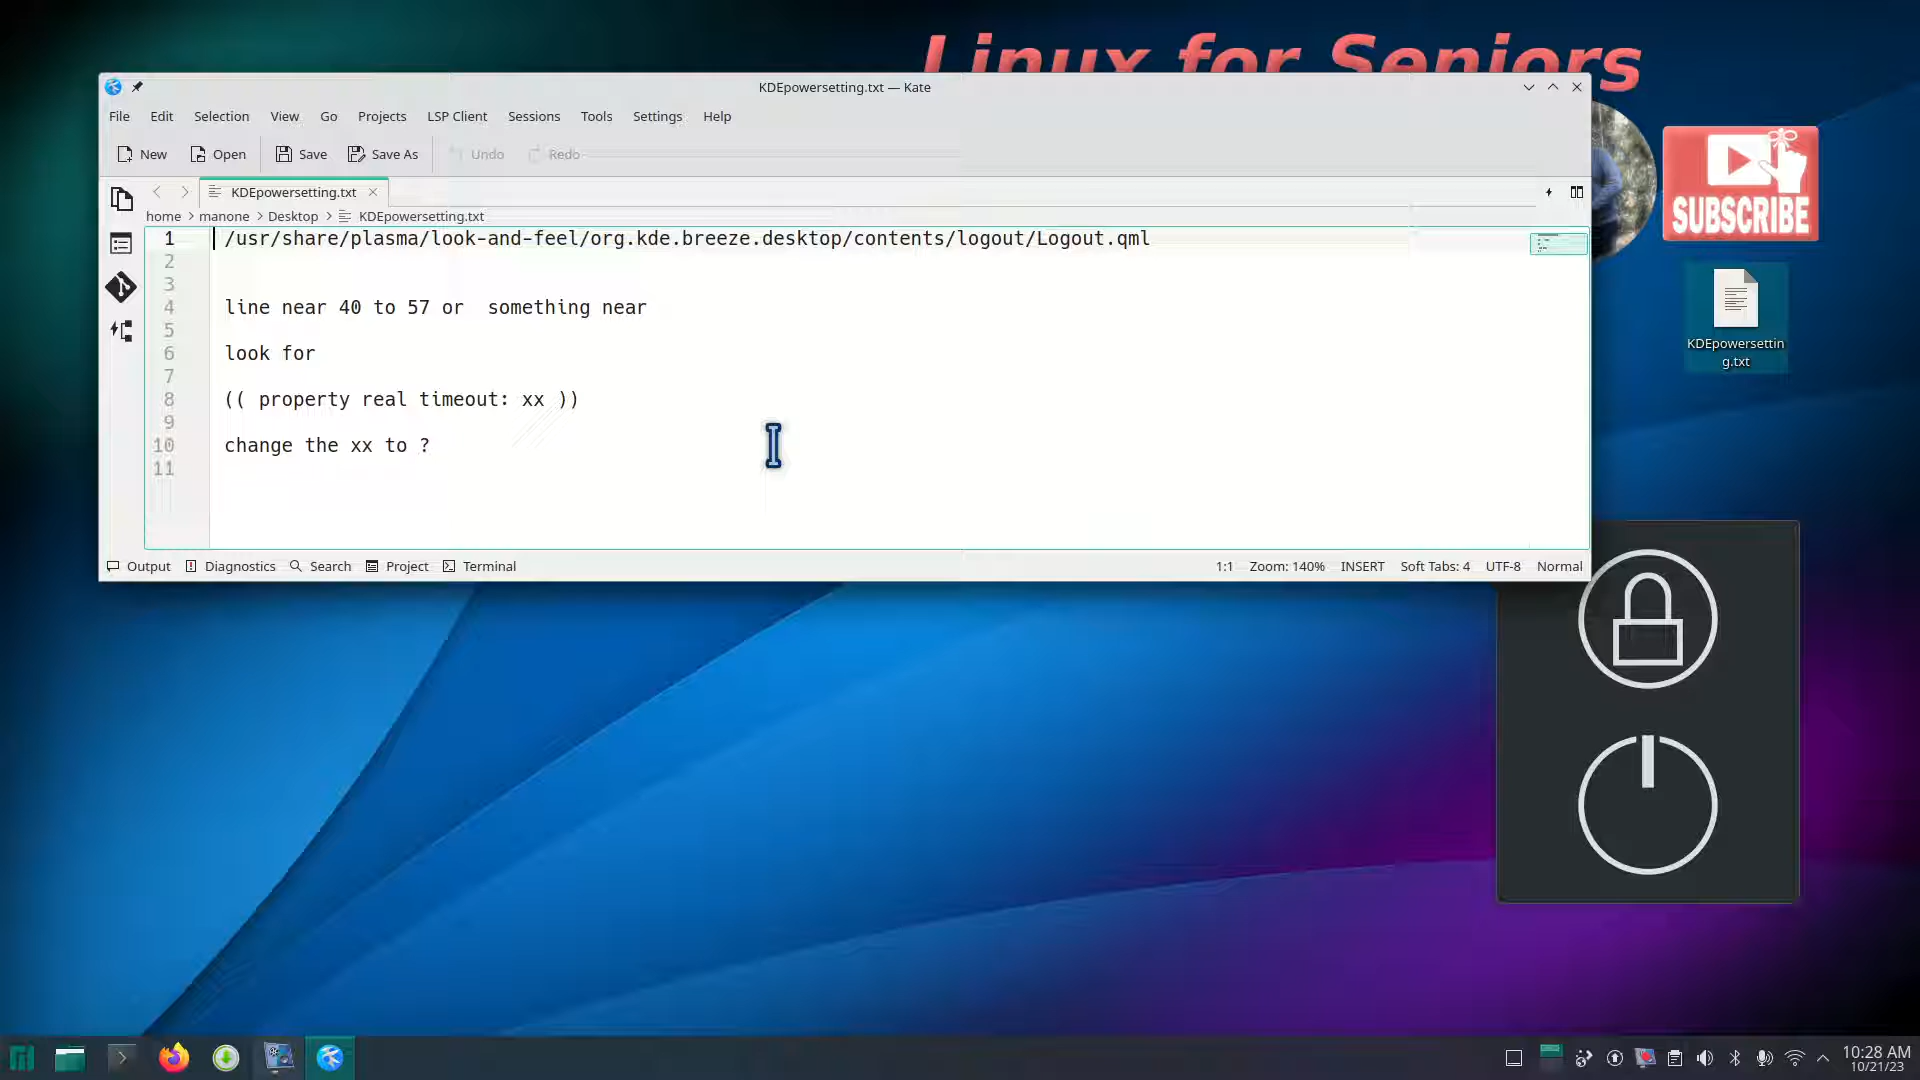 Linux for Seniors
KDEpowersetting.txt — Kate
File Edit Selection View Go Projects LSP Client Sessions Tools Settings Help
New Open Save Save As Undo Redo
SUBSCRIBE
KDEpowersetting.txt
home > manone > Desktop > KDEpowersetting.txt
1 /usr/share/plasma/look-and-feel/org.kde.breeze.desktop/contents/logout/Logout.qml
2
3
4 line near 40 to 57 or  something near
5
6 look for
7
8 (( property real timeout: xx ))
9
10 change the xx to ?
11
KDEpowersettin
g.txt
Output Diagnostics Search Project Terminal 1:1 Zoom: 140% INSERT Soft Tabs: 4 UTF-8 Normal
10:28 AM
10/21/23